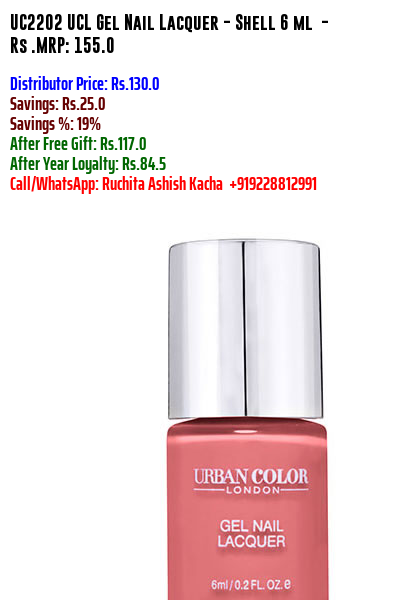 UC2202 UCL Gel Nail Lacquer - Shell 6 ml -
Rs .MRP: 155.0
Distributor Price: Rs.130.0
Savings: Rs.25.0
Savings %: 19%
After Free Gift: Rs.117.0
After Year Loyalty: Rs.84.5
Call/WhatsApp: Ruchita Ashish Kacha +919228812991
URBAN COLOR
LONDON
GEL NAIL
LACQUER
6ml / 0.2 FL. OZ. e